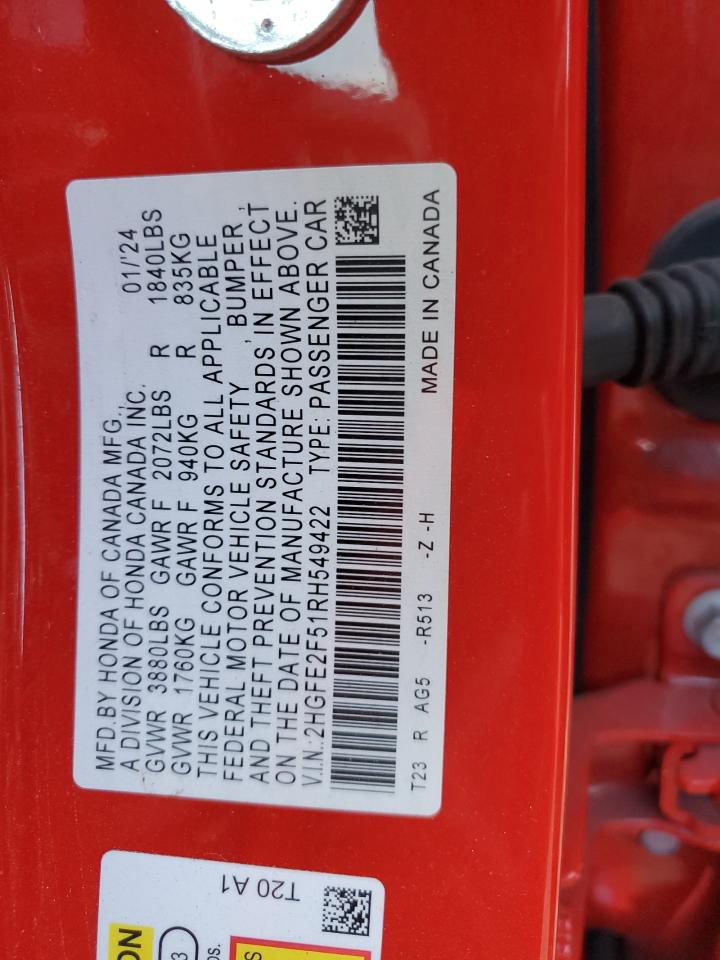 MFD.BY HONDA OF CANADA MFG., 01/'24
A DIVISION OF HONDA CANADA INC.
GVWR 3880LBS GAWR F 2072LBS R 1840LBS
GVWR 1760KG GAWR F 940KG R 835KG
THIS VEHICLE CONFORMS TO ALL APPLICABLE
FEDERAL MOTOR VEHICLE SAFETY , BUMPER ,
AND THEFT PREVENTION STANDARDS IN EFFECT
ON THE DATE OF MANUFACTURE SHOWN ABOVE.
V.I.N.:2HGFE2F51RH549422 TYPE: PASSENGER CAR
T23 R AG5 -R513 -Z -H MADE IN CANADA
T20 A1
ON
3
os.
S